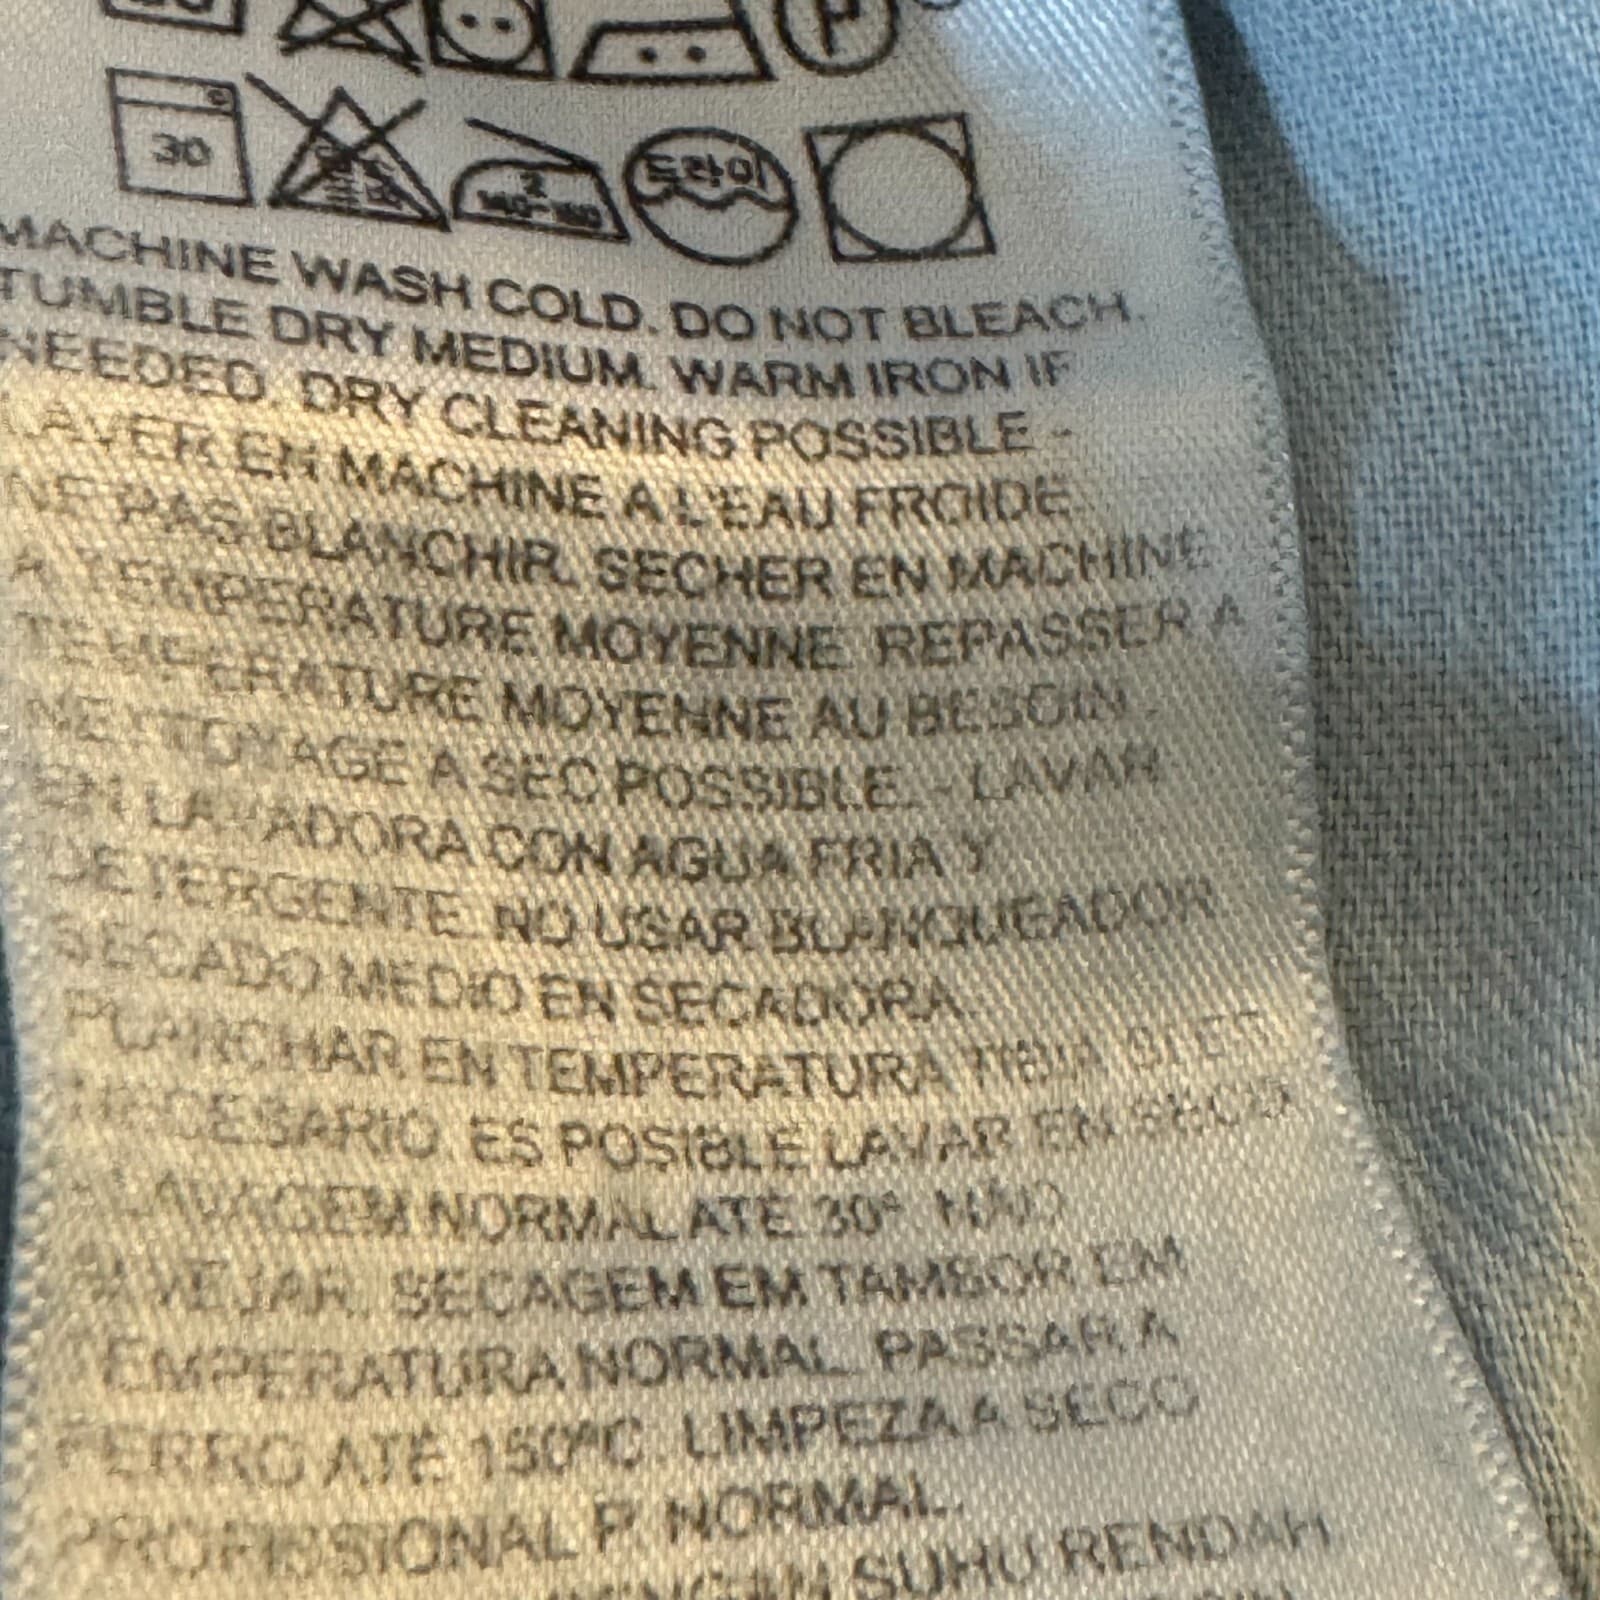 P
30
드라이
2
MACHINE WASH COLD. DO NOT BLEACH.
TUMBLE DRY MEDIUM. WARM IRON IF
NEEDED. DRY CLEANING POSSIBLE -
LAVER EN MACHINE A L'EAU FROIDE.
NE PAS BLANCHIR. SECHER EN MACHINE
A TEMPERATURE MOYENNE. REPASSER A
TEMPERATURE MOYENNE AU BESOIN.
NETTOYAGE A SEC POSSIBLE. - LAVAR
EN LAVADORA CON AGUA FRIA Y
DETERGENTE. NO USAR BLANQUEADOR.
SECADO MEDIO EN SECADORA.
PLANCHAR EN TEMPERATURA TIBIA SI ES
NECESARIO. ES POSIBLE LAVAR EN SECO
- LAVAGEM NORMAL ATÉ 30º. NÃO
ALVEJAR. SECAGEM EM TAMBOR EM
TEMPERATURA NORMAL. PASSAR A
FERRO ATÉ 150ºC. LIMPEZA A SECO
PROFISSIONAL P. NORMAL.
SUHU RENDAH